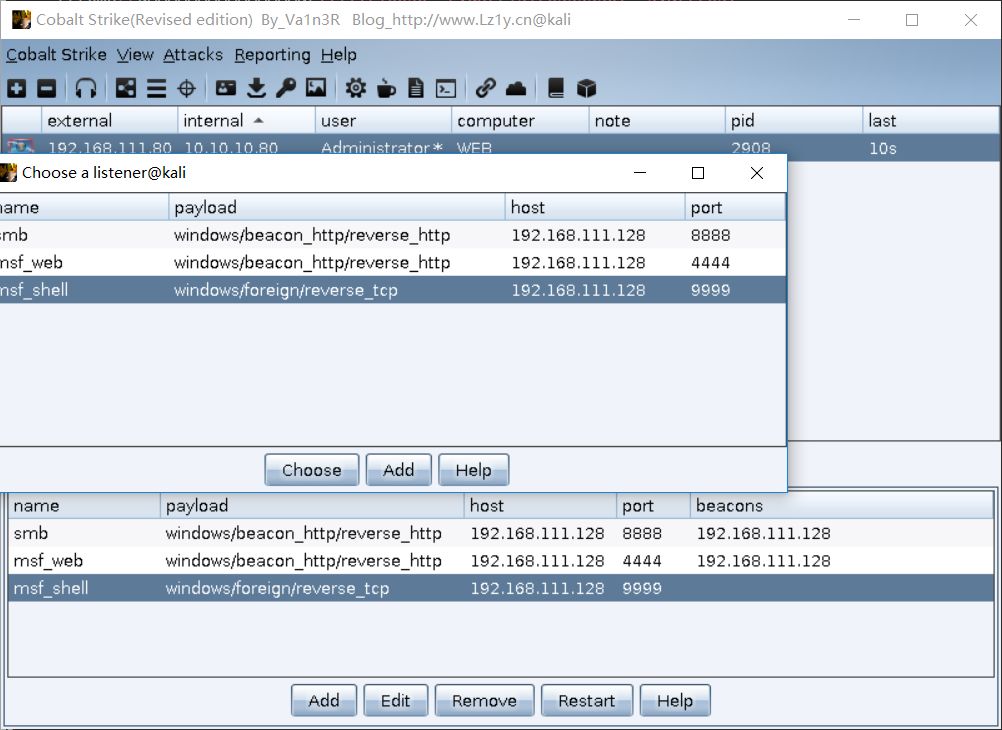 Cobalt Strike(Revised edition) By_Va1n3R Blog_http://www.Lz1y.cn@kali
Cobalt Strike View Attacks Reporting Help
external internal user computer note pid last
192.168.111.80 10.10.10.80 Administrator* WEB 2908 10s
Choose a listener@kali
name payload host port
smb windows/beacon_http/reverse_http 192.168.111.128 8888
msf_web windows/beacon_http/reverse_http 192.168.111.128 4444
msf_shell windows/foreign/reverse_tcp 192.168.111.128 9999
Choose Add Help
name payload host port beacons
smb windows/beacon_http/reverse_http 192.168.111.128 8888 192.168.111.128
msf_web windows/beacon_http/reverse_http 192.168.111.128 4444 192.168.111.128
msf_shell windows/foreign/reverse_tcp 192.168.111.128 9999
Add Edit Remove Restart Help